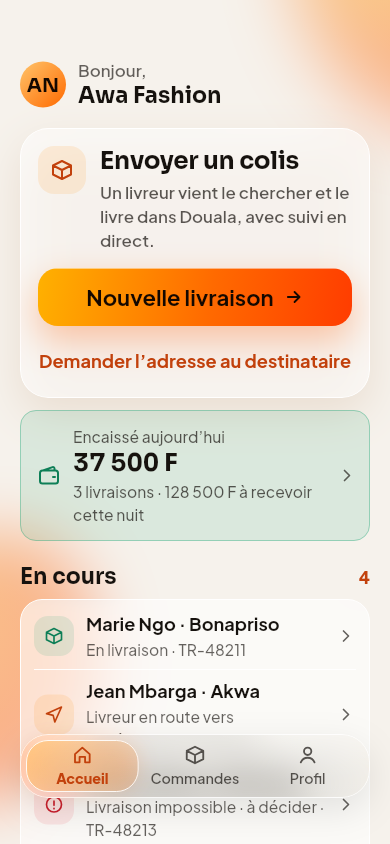 Bonjour,
AN
Awa Fashion
Envoyer un colis
Un livreur vient le chercher et le
livre dans Douala, avec suivi en
direct.
Nouvelle livraison →
Demander l’adresse au destinataire
Encaissé aujourd’hui
37 500 F
3 livraisons · 128 500 F à recevoir
cette nuit
En cours
4
Marie Ngo · Bonapriso
En livraison · TR-48211
Jean Mbarga · Akwa
Livreur en route vers
Accueil
Commandes
Profil
Livraison impossible · à décider ·
TR-48213